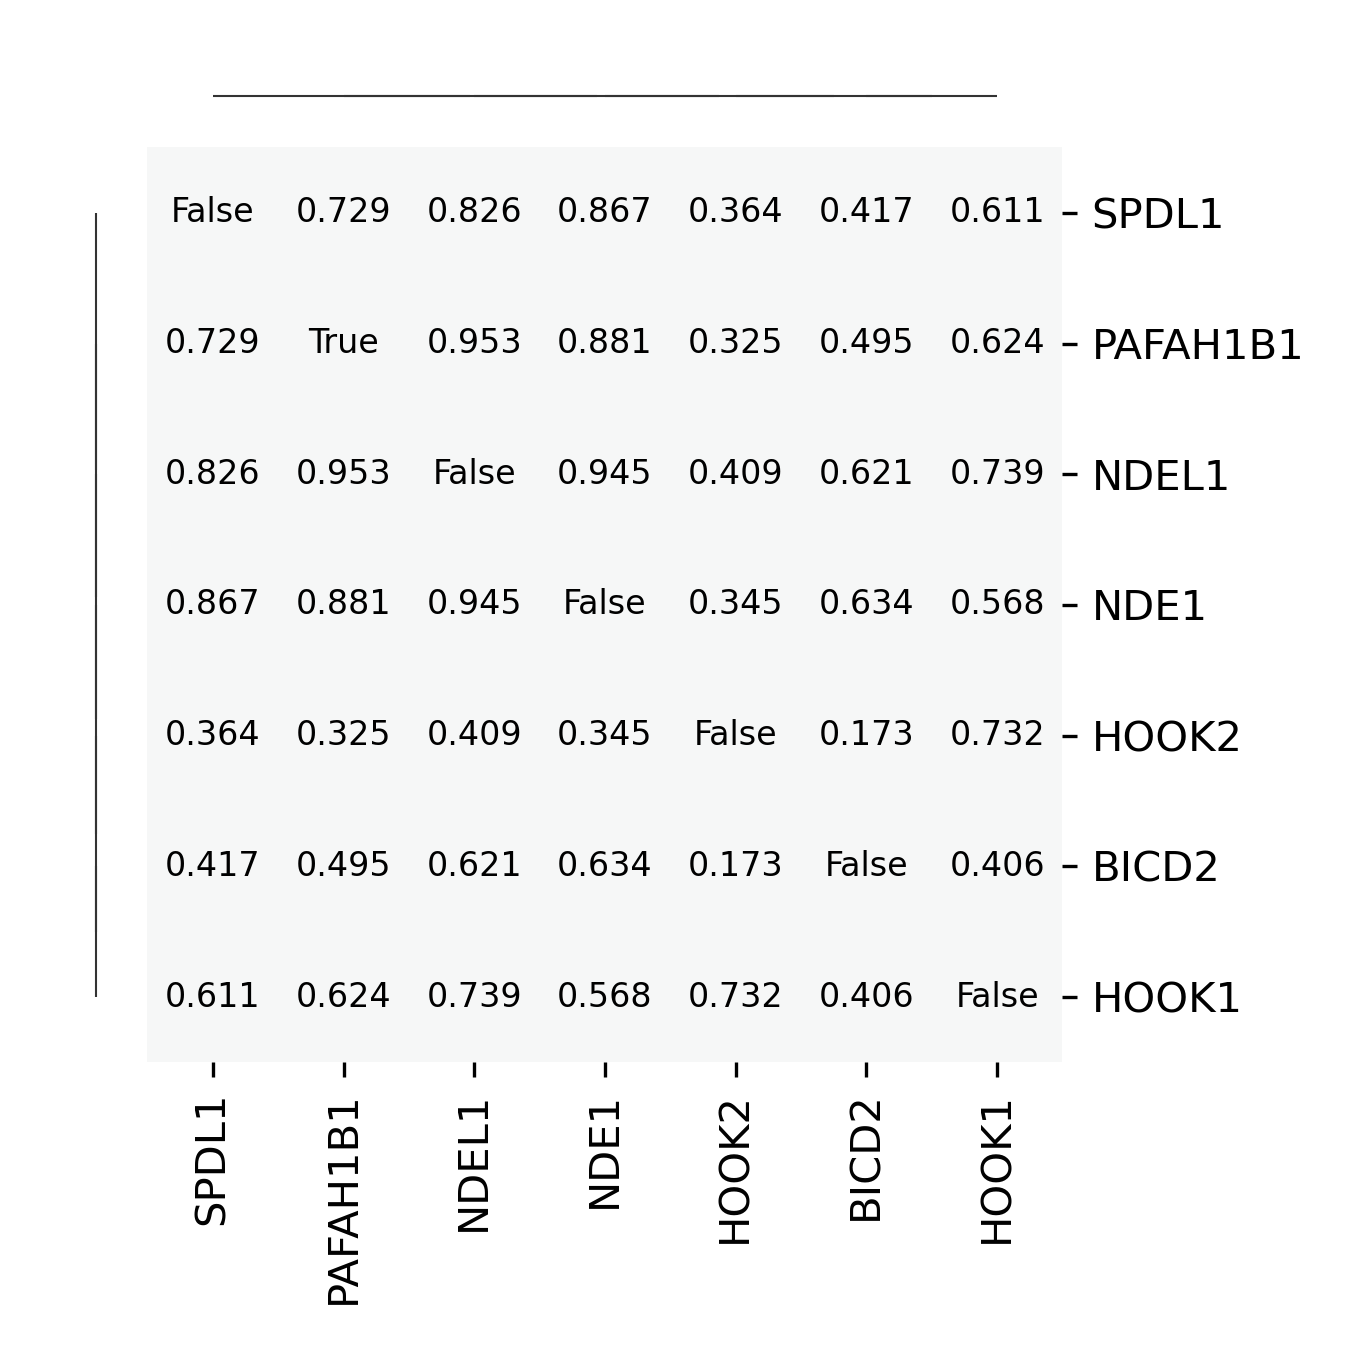 False 0.729 0.826 0.867 0.364 0.417 0.611 SPDL1
0.729 True 0.953 0.881 0.325 0.495 0.624 PAFAH1B1
0.826 0.953 False 0.945 0.409 0.621 0.739 NDEL1
0.867 0.881 0.945 False 0.345 0.634 0.568 NDE1
0.364 0.325 0.409 0.345 False 0.173 0.732 HOOK2
0.417 0.495 0.621 0.634 0.173 False 0.406 BICD2
0.611 0.624 0.739 0.568 0.732 0.406 False HOOK1
SPDL1 PAFAH1B1 NDEL1 NDE1 HOOK2 BICD2 HOOK1